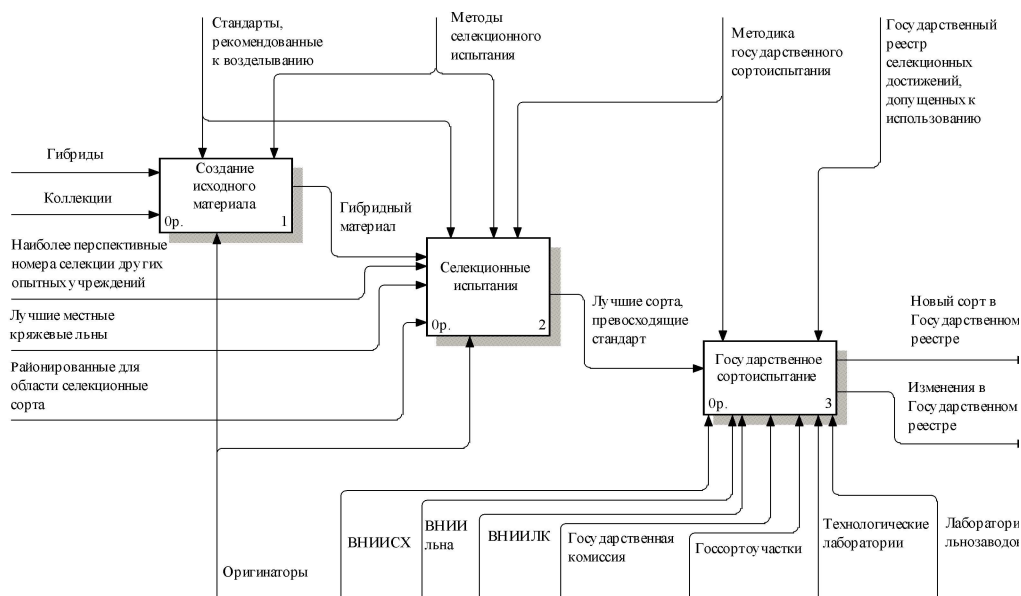 Стандарты,
рекомендованные
к возделыванию
Методы
селекционного
испытания
Методика
государственного
сортоиспытания
Государственный
реестр
селекционных
достижений,
допущенных к
использованию
Гибриды
Коллекции
Создание
исходного
материала
0р.
1
Гибридный
материал
Наиболее перспективные
номера селекции других
опытных учреждений
Лучшие местные
кряжевые льны
Районированные для
области селекционные
сорта
Селекционные
испытания
0р.
2
Лучшие сорта,
превосходящие
стандарт
Государственное
сортоиспытание
0р.
3
Новый сорт в
Государственном
реестре
Изменения в
Государственном
реестре
Оригинаторы
ВНИИСХ
ВНИИ
льна
ВНИИЛК
Государственная
комиссия
Госсортоучастки
Технологические
лаборатории
Лаборатори
льнозаводов